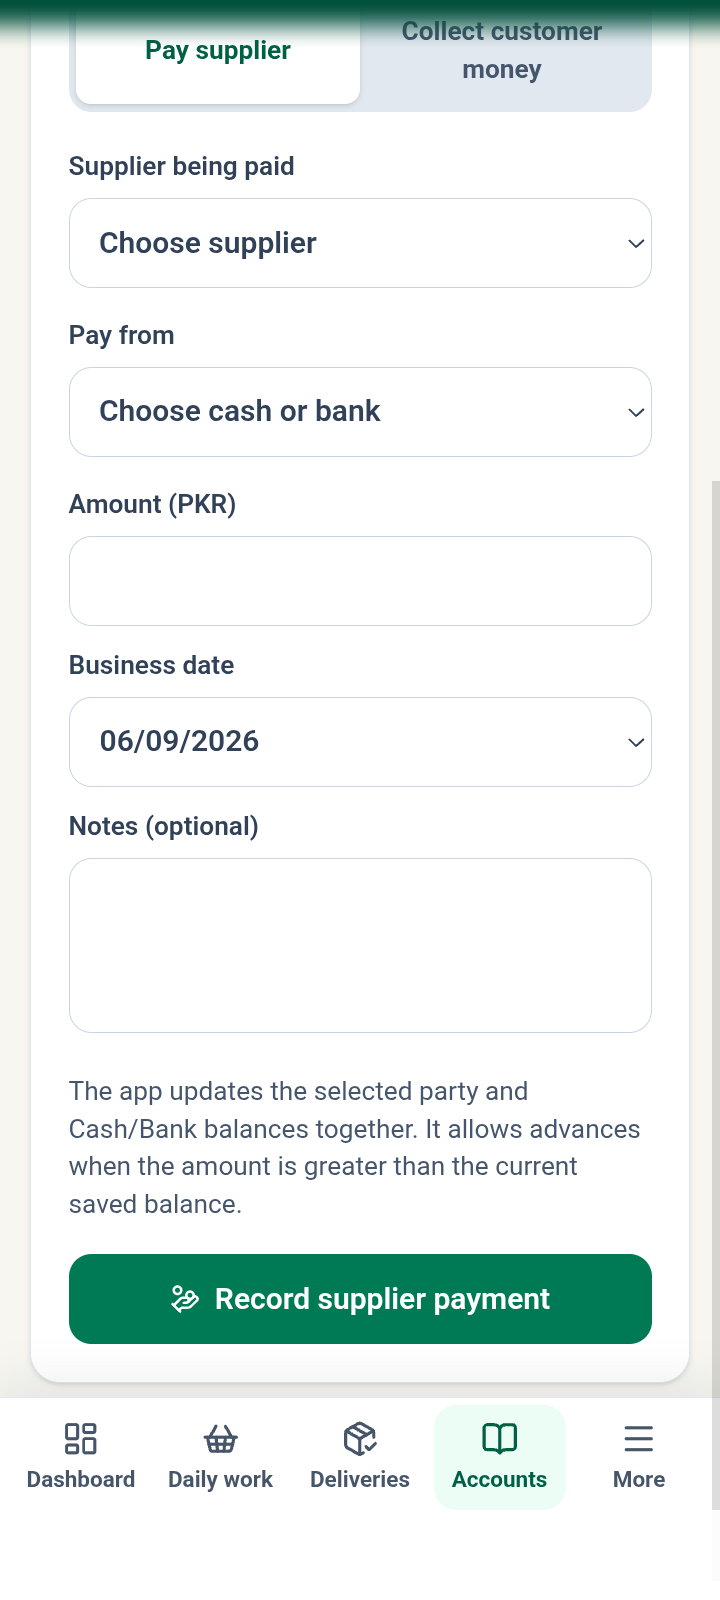 Pay supplier
Collect customer
money
Supplier being paid
Choose supplier
Pay from
Choose cash or bank
Amount (PKR)
Business date
06/09/2026
Notes (optional)
The app updates the selected party and
Cash/Bank balances together. It allows advances
when the amount is greater than the current
saved balance.
Record supplier payment
Dashboard
Daily work
Deliveries
Accounts
More